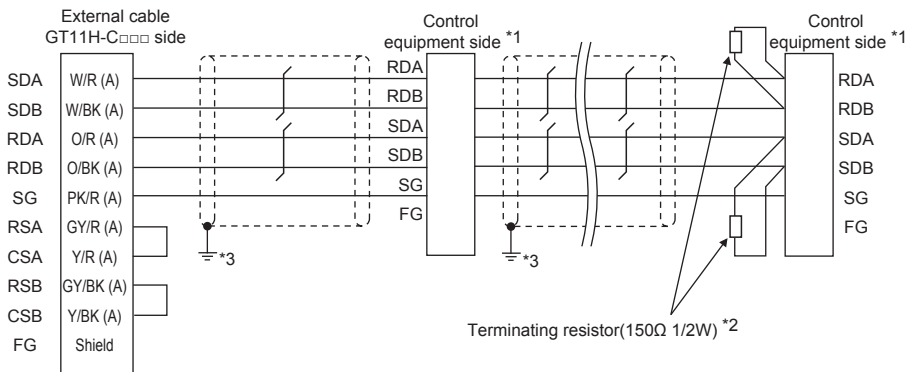 External cable
GT11H-C□□□ side
Control
equipment side *1
Control
equipment side *1
SDA W/R (A) RDA RDA
SDB W/BK (A) RDB RDB
RDA O/R (A) SDA SDA
RDB O/BK (A) SDB SDB
SG PK/R (A) SG SG
RSA GY/R (A) FG FG
CSA Y/R (A) *3 *3
RSB GY/BK (A)
CSB Y/BK (A)
FG Shield
Terminating resistor(150Ω 1/2W) *2